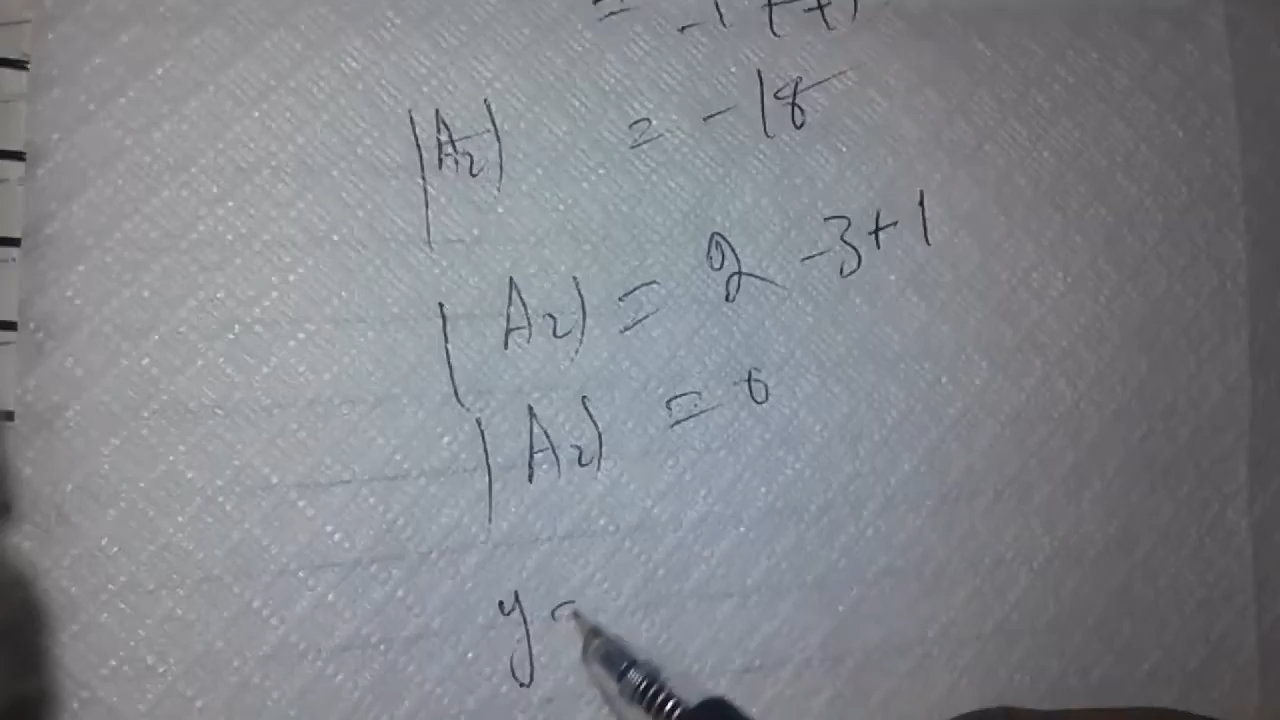 |A₂| = -18
|A₂| = 2 -3+1
|A₂| = 0
y =